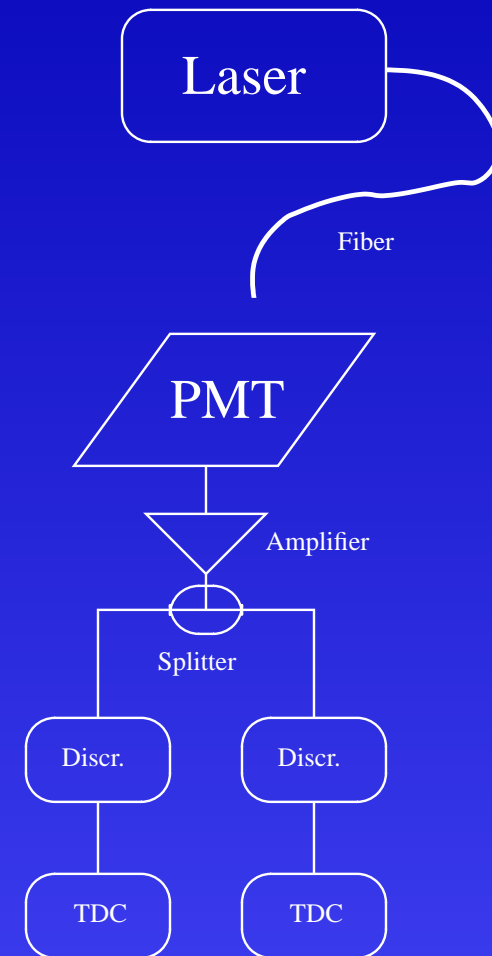 Laser
Fiber
PMT
Amplifier
Splitter
Discr.
Discr.
TDC
TDC